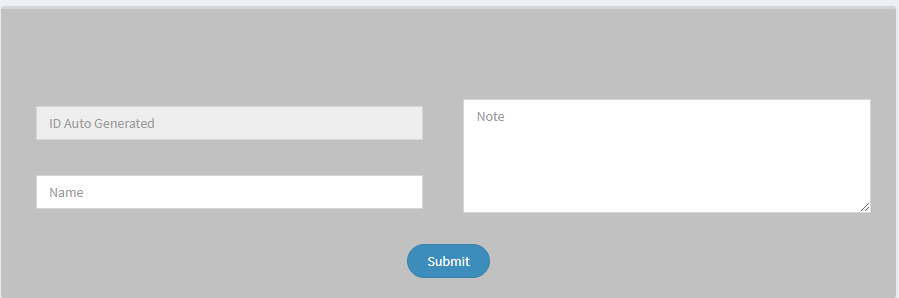 ID Auto Generated
Name
Note
Submit